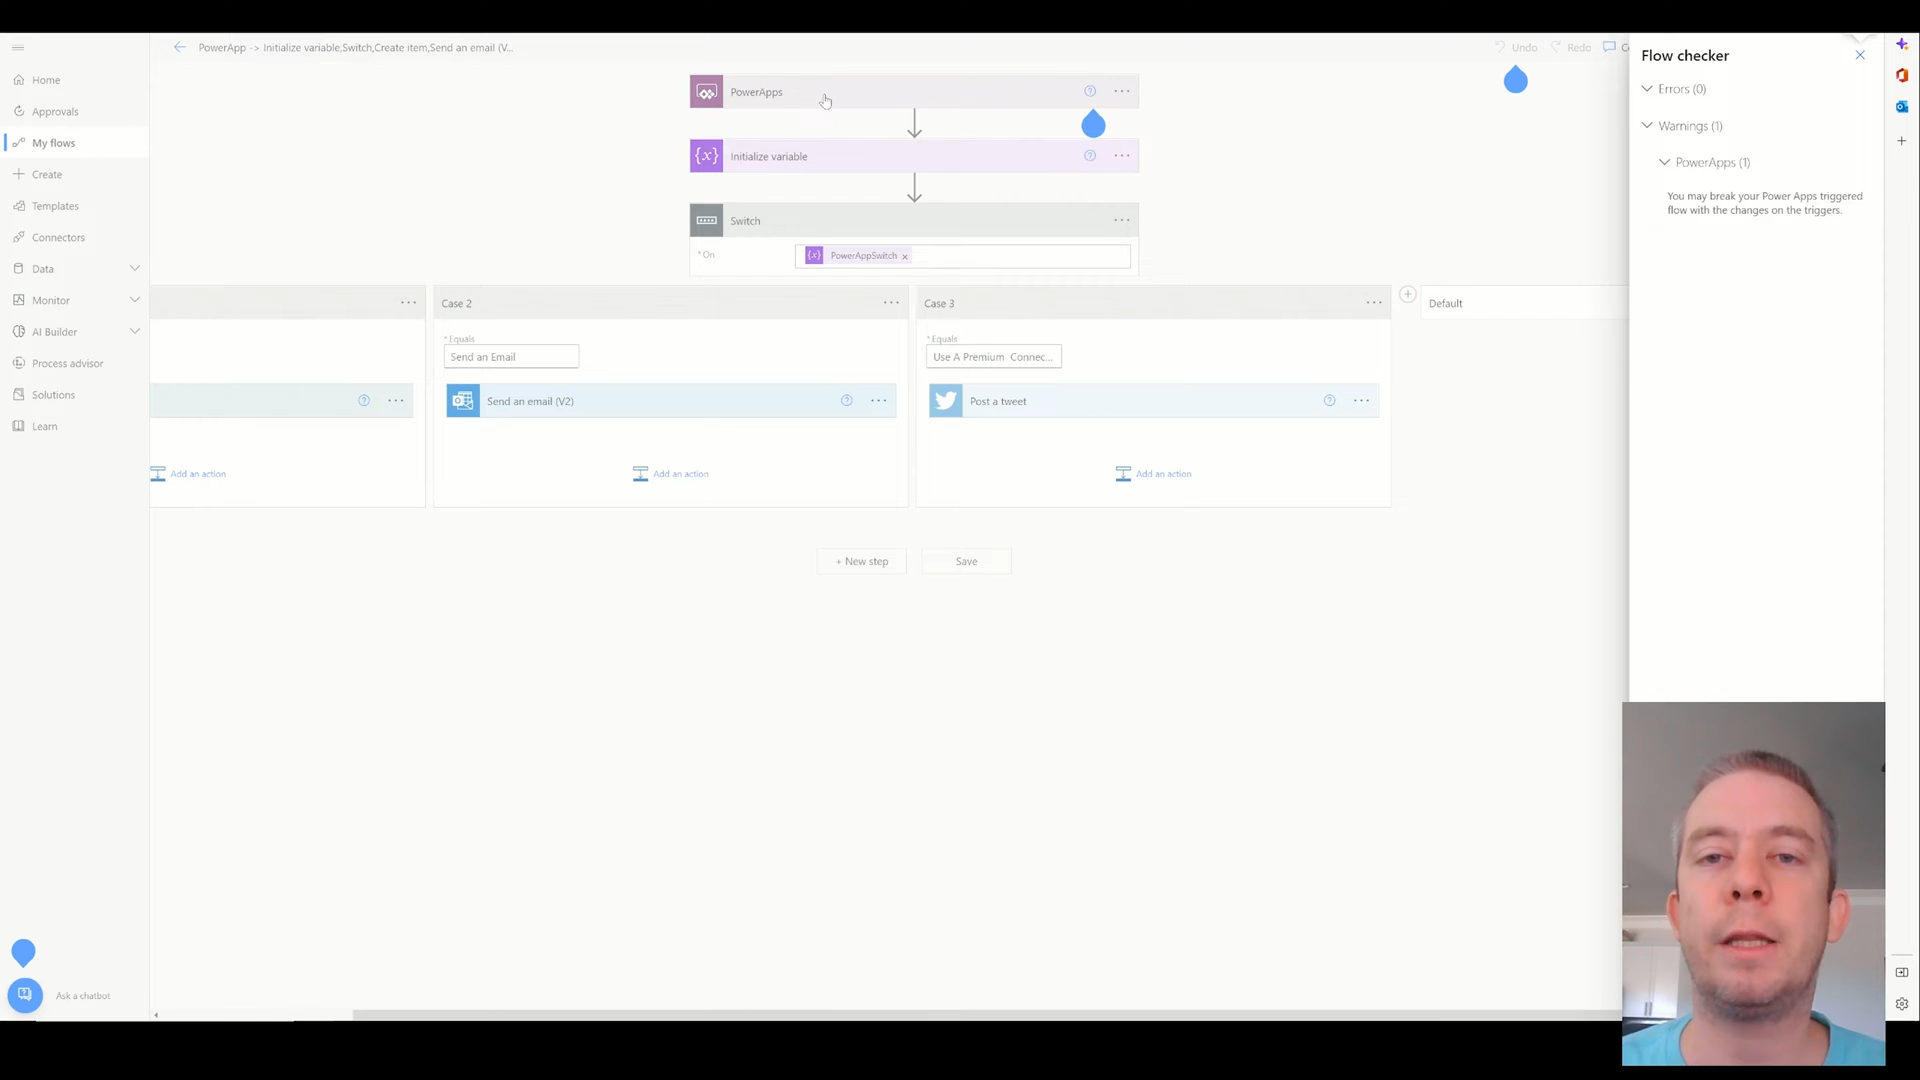 PowerApp -> Initialize variable,Switch,Create item,Send an email (V...
Undo
Redo
Flow checker
Errors (0)
Warnings (1)
PowerApps (1)
You may break your Power Apps triggered
flow with the changes on the triggers.
Home
Approvals
My flows
Create
Templates
Connectors
Data
Monitor
AI Builder
Process advisor
Solutions
Learn
Ask a chatbot
PowerApps
Initialize variable
Switch
* On
PowerAppSwitch
Case 2
* Equals
Send an Email
Send an email (V2)
Add an action
Add an action
Case 3
* Equals
Use A Premium Connec...
Post a tweet
Add an action
Default
+ New step
Save